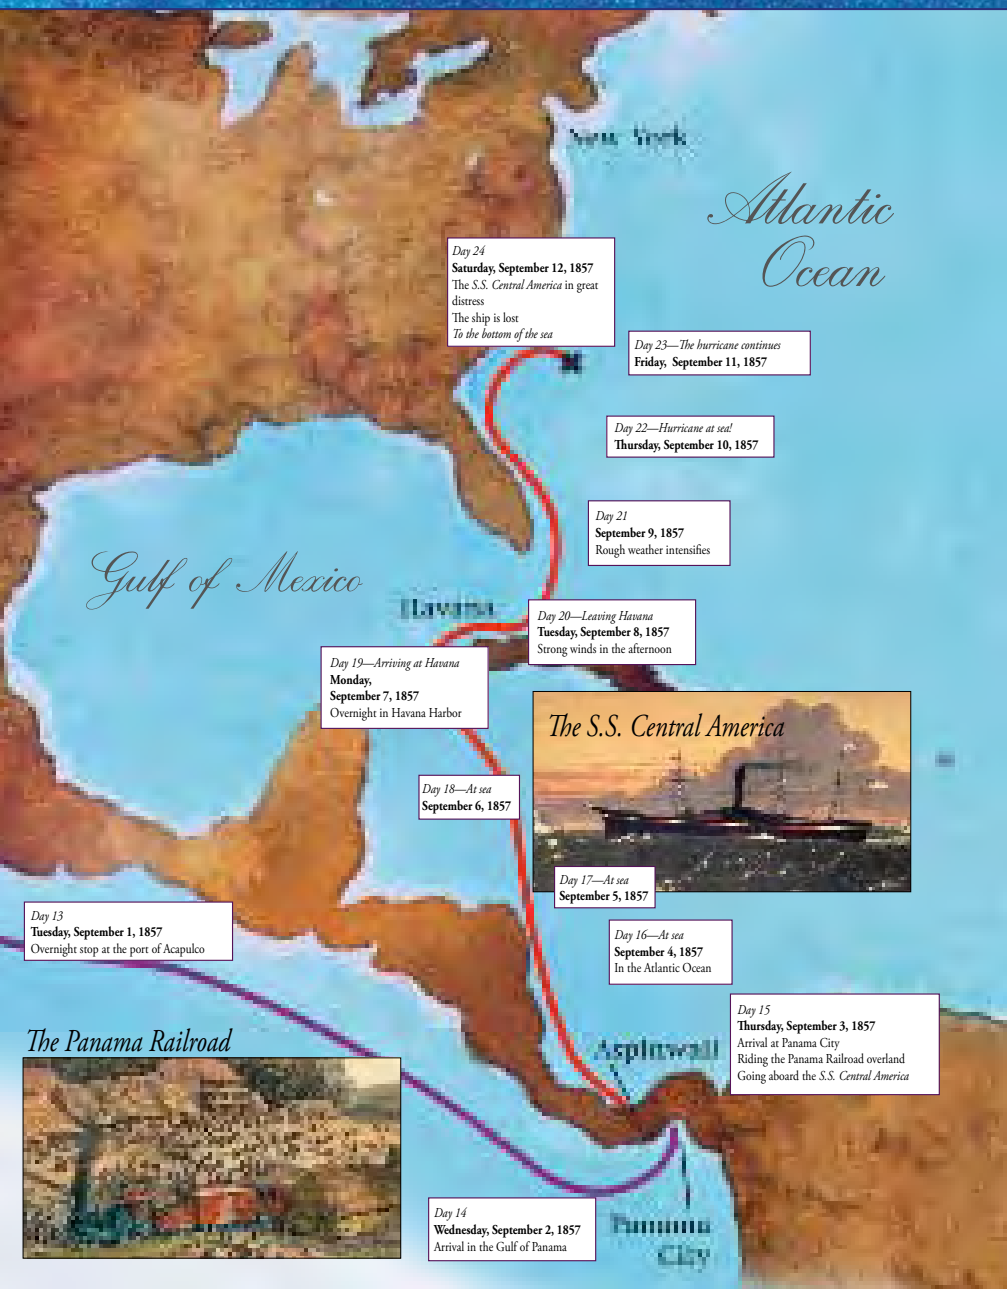 New York
Atlantic
Ocean
Day 24
Saturday, September 12, 1857
The S.S. Central America in great
distress
The ship is lost
To the bottom of the sea
Day 23—The hurricane continues
Friday, September 11, 1857
Day 22—Hurricane at sea!
Thursday, September 10, 1857
Day 21
September 9, 1857
Rough weather intensifies
Gulf of Mexico
Havana
Day 20—Leaving Havana
Tuesday, September 8, 1857
Strong winds in the afternoon
Day 19—Arriving at Havana
Monday,
September 7, 1857
Overnight in Havana Harbor
The S.S. Central America
Day 18—At sea
September 6, 1857
Day 17—At sea
September 5, 1857
Day 16—At sea
September 4, 1857
In the Atlantic Ocean
Day 13
Tuesday, September 1, 1857
Overnight stop at the port of Acapulco
Day 15
Thursday, September 3, 1857
Arrival at Panama City
Riding the Panama Railroad overland
Going aboard the S.S. Central America
The Panama Railroad
Aspinwall
Day 14
Wednesday, September 2, 1857
Arrival in the Gulf of Panama
Panama
City